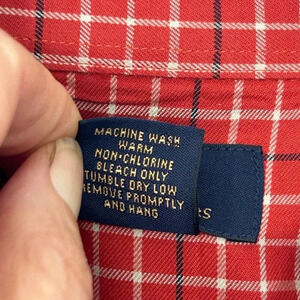 MACHINE WASH
WARM
NON-CHLORINE
BLEACH ONLY
TUMBLE DRY LOW
REMOVE PROMPTLY
AND HANG